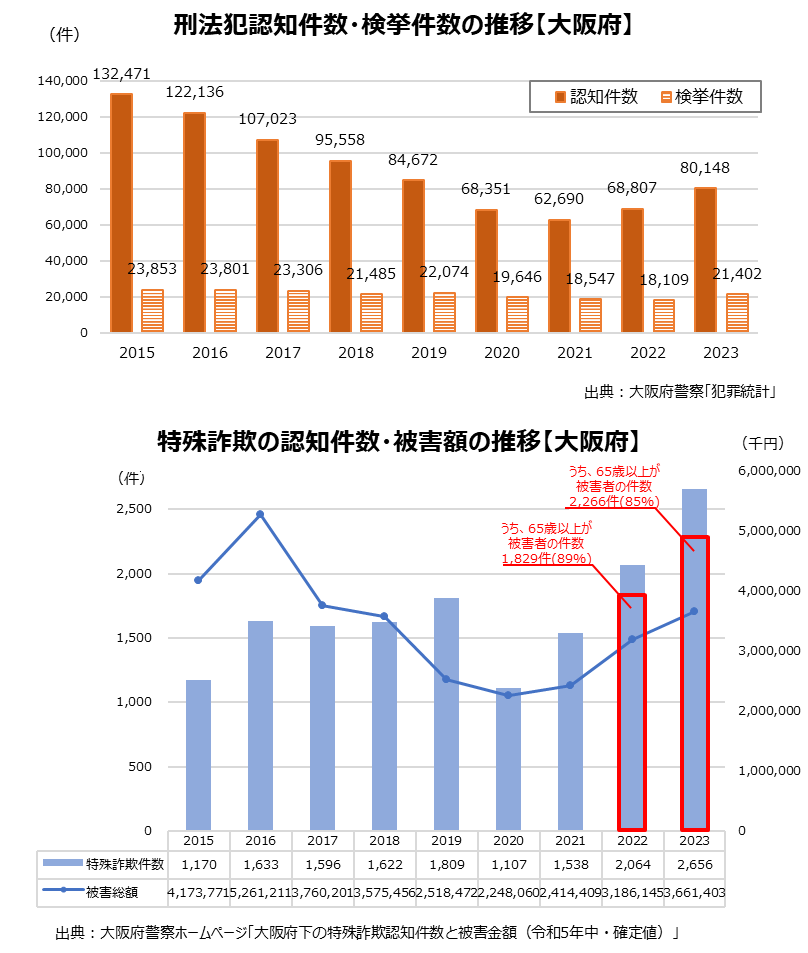 刑法犯認知件数・検挙件数の推移【大阪府】
（件）
認知件数 検挙件数
140,000
120,000
100,000
80,000
60,000
40,000
20,000
0
132,471 122,136 107,023 95,558 84,672 68,351 62,690 68,807 80,148
23,853 23,801 23,306 21,485 22,074 19,646 18,547 18,109 21,402
2015 2016 2017 2018 2019 2020 2021 2022 2023
出典：大阪府警察「犯罪統計」
特殊詐欺の認知件数・被害額の推移【大阪府】
（件）
（千円）
2,500
2,000
1,500
1,000
500
0
うち、65歳以上が
被害者の件数
1,829件(89%)
うち、65歳以上が
被害者の件数
2,266件(85%)
6,000,000
5,000,000
4,000,000
3,000,000
2,000,000
1,000,000
0
2015 2016 2017 2018 2019 2020 2021 2022 2023
特殊詐欺件数 1,170 1,633 1,596 1,622 1,809 1,107 1,538 2,064 2,656
被害総額 4,173,771 5,261,211 3,760,201 3,575,456 2,518,472 2,248,060 2,414,409 3,186,145 3,661,403
出典：大阪府警察ホームページ「大阪府下の特殊詐欺認知件数と被害金額（令和5年中・確定値）」